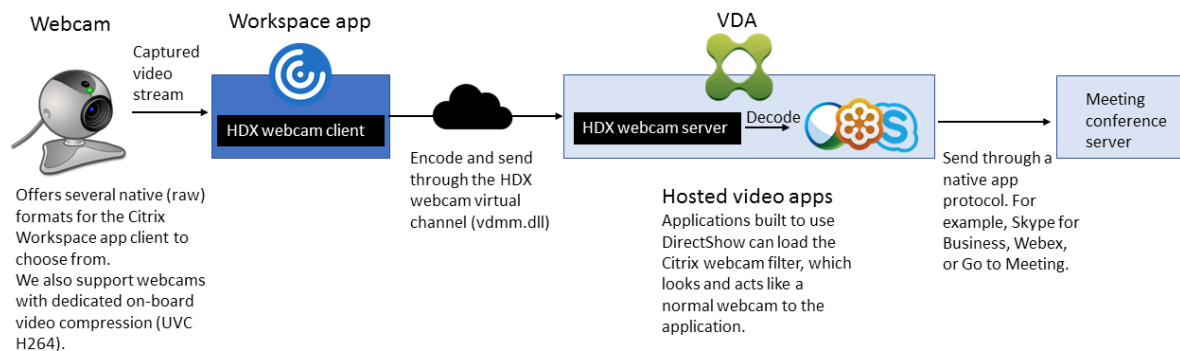 Webcam
Captured
video
stream
Offers several native (raw)
formats for the Citrix
Workspace app client to
choose from.
We also support webcams
with dedicated on-board
video compression (UVC
H264).
Workspace app
HDX webcam client
Encode and send
through the HDX
webcam virtual
channel (vdmm.dll)
VDA
HDX webcam server
Decode
Hosted video apps
Applications built to use
DirectShow can load the
Citrix webcam filter, which
looks and acts like a
normal webcam to the
application.
Send through a
native app
protocol. For
example, Skype for
Business, Webex,
or Go to Meeting.
Meeting
conference
server